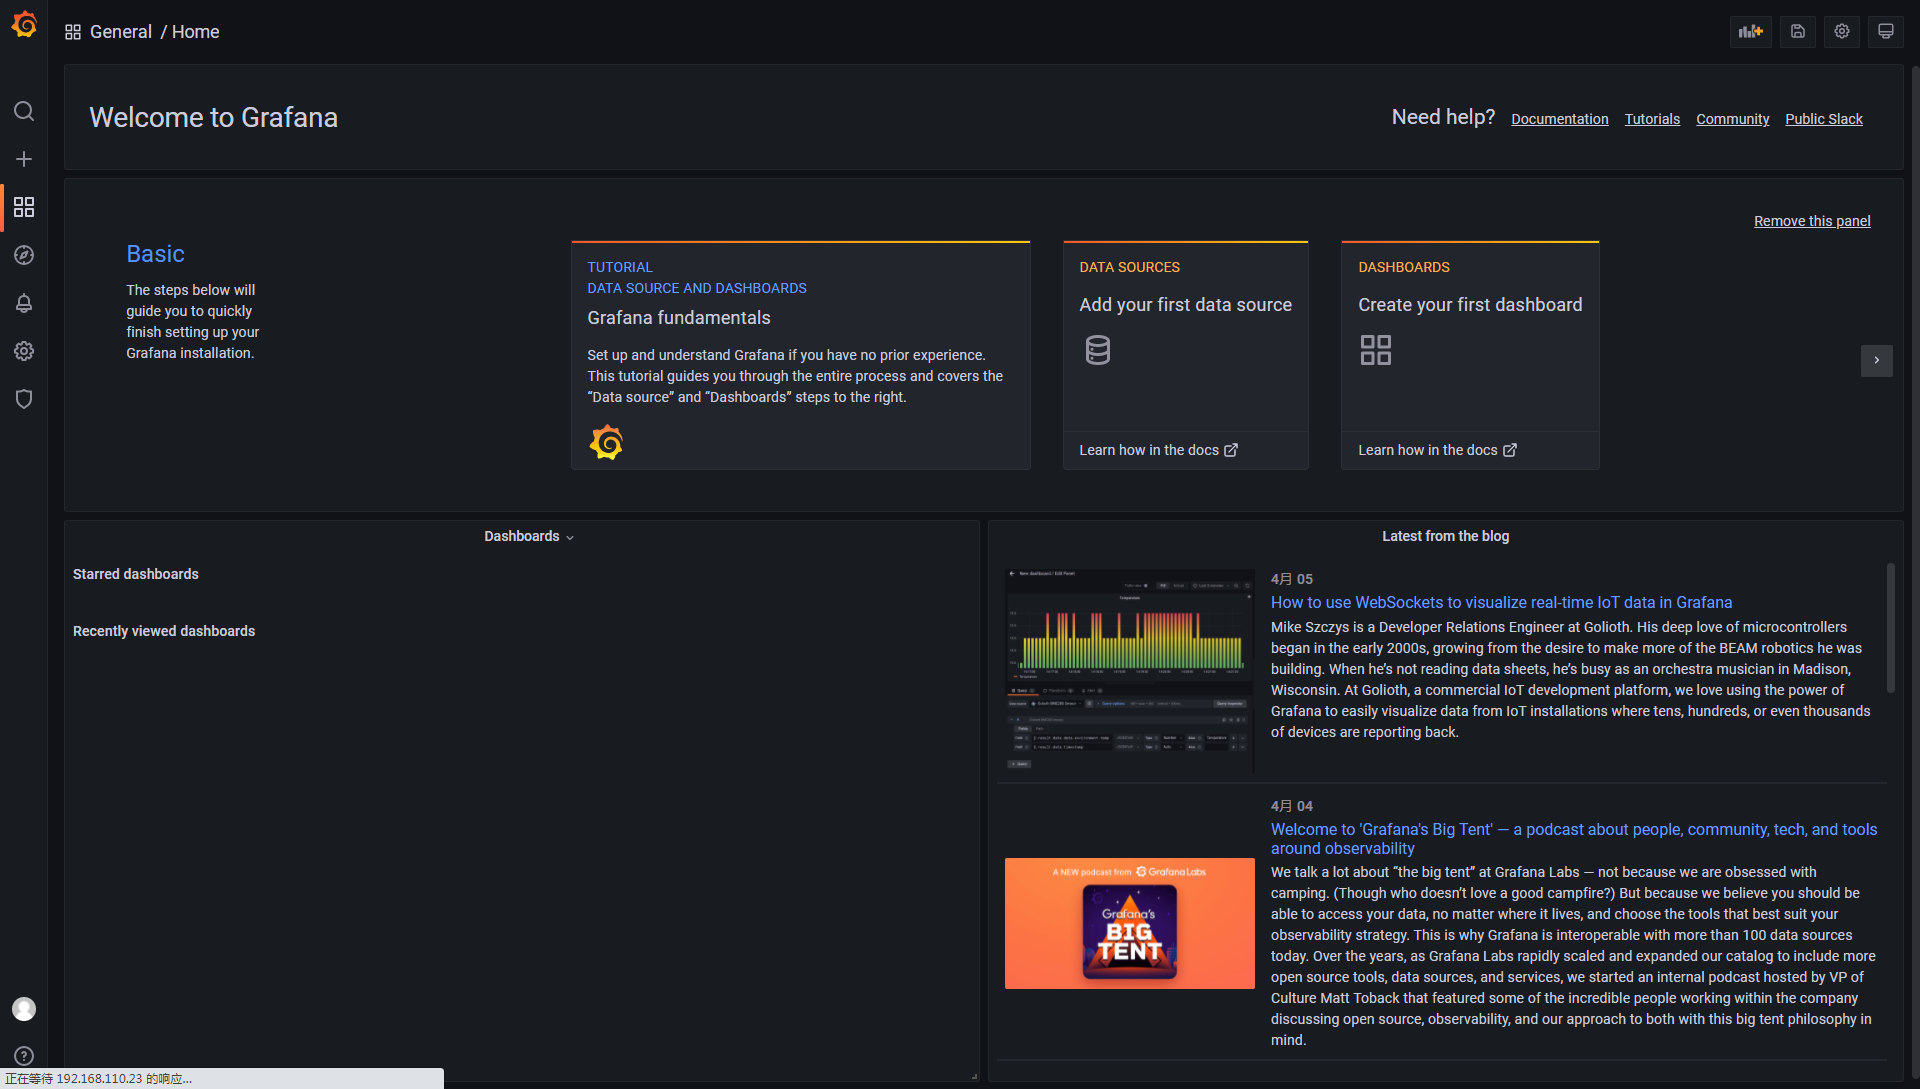 General / Home
Welcome to Grafana
Need help? Documentation Tutorials Community Public Slack
Remove this panel
Basic
The steps below will
guide you to quickly
finish setting up your
Grafana installation.
TUTORIAL
DATA SOURCE AND DASHBOARDS
Grafana fundamentals
Set up and understand Grafana if you have no prior experience.
This tutorial guides you through the entire process and covers the
“Data source” and “Dashboards” steps to the right.
DATA SOURCES
Add your first data source
Learn how in the docs
DASHBOARDS
Create your first dashboard
Learn how in the docs
Dashboards
Starred dashboards
Recently viewed dashboards
Latest from the blog
4月 05
How to use WebSockets to visualize real-time IoT data in Grafana
Mike Szczys is a Developer Relations Engineer at Golioth. His deep love of microcontrollers
began in the early 2000s, growing from the desire to make more of the BEAM robotics he was
building. When he’s not reading data sheets, he’s busy as an orchestra musician in Madison,
Wisconsin. At Golioth, a commercial IoT development platform, we love using the power of
Grafana to easily visualize data from IoT installations where tens, hundreds, or even thousands
of devices are reporting back.
A NEW podcast from Grafana Labs
Grafana's
BIG
TENT
4月 04
Welcome to 'Grafana's Big Tent' — a podcast about people, community, tech, and tools
around observability
We talk a lot about “the big tent” at Grafana Labs — not because we are obsessed with
camping. (Though who doesn’t love a good campfire?) But because we believe you should be
able to access your data, no matter where it lives, and choose the tools that best suit your
observability strategy. This is why Grafana is interoperable with more than 100 data sources
today. Over the years, as Grafana Labs rapidly scaled and expanded our catalog to include more
open source tools, data sources, and services, we started an internal podcast hosted by VP of
Culture Matt Toback that featured some of the incredible people working within the company
discussing open source, observability, and our approach to both with this big tent philosophy in
mind.
正在等待 192.168.110.23 的响应...